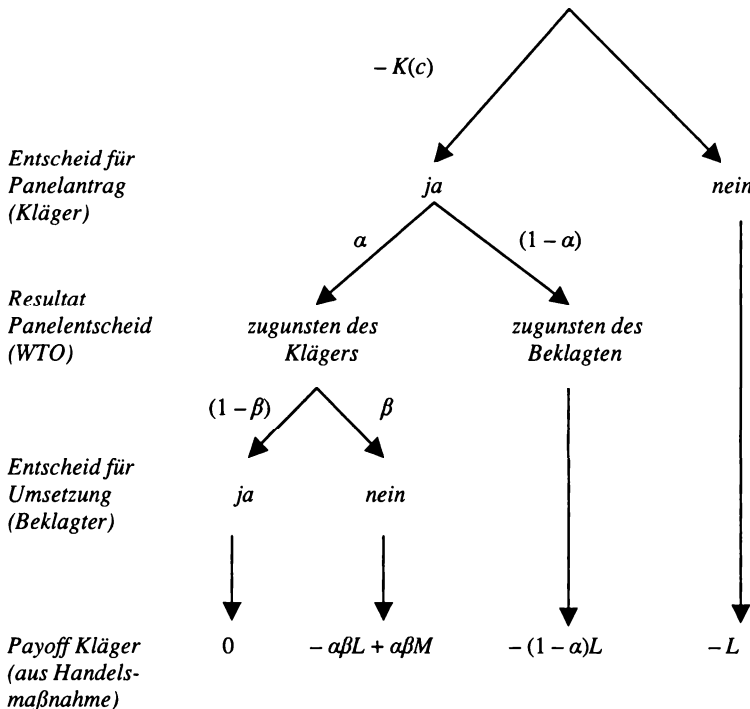 – K(c)
Entscheid für
Panelantrag
(Kläger)
ja
nein
α
(1 – α)
Resultat
Panelentscheid
(WTO)
zugunsten des
Klägers
zugunsten des
Beklagten
(1 – β)
β
Entscheid für
Umsetzung
(Beklagter)
ja
nein
Payoff Kläger
(aus Handels-
maßnahme)
0
– αβL + αβM
– (1 – α)L
– L